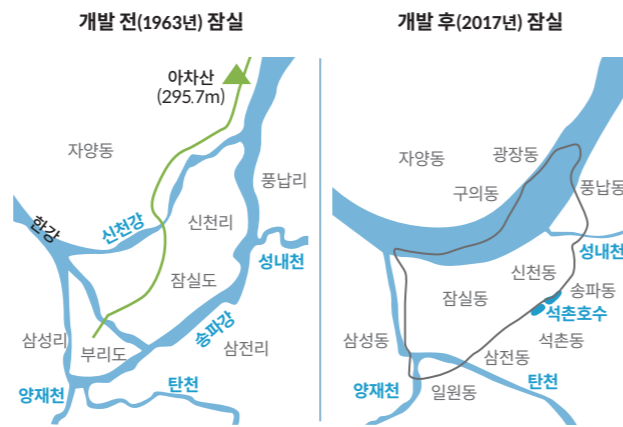 개발 전(1963년) 잠실
아차산
(295.7m)
자양동
풍납리
한강
신천강
신천리
성내천
잠실도
송파강
삼성리
부리도
삼전리
양재천
탄천
개발 후(2017년) 잠실
광장동
자양동
구의동
풍납동
성내천
신천동
잠실동
송파동
석촌호수
삼성동
석촌동
삼전동
양재천
일원동
탄천